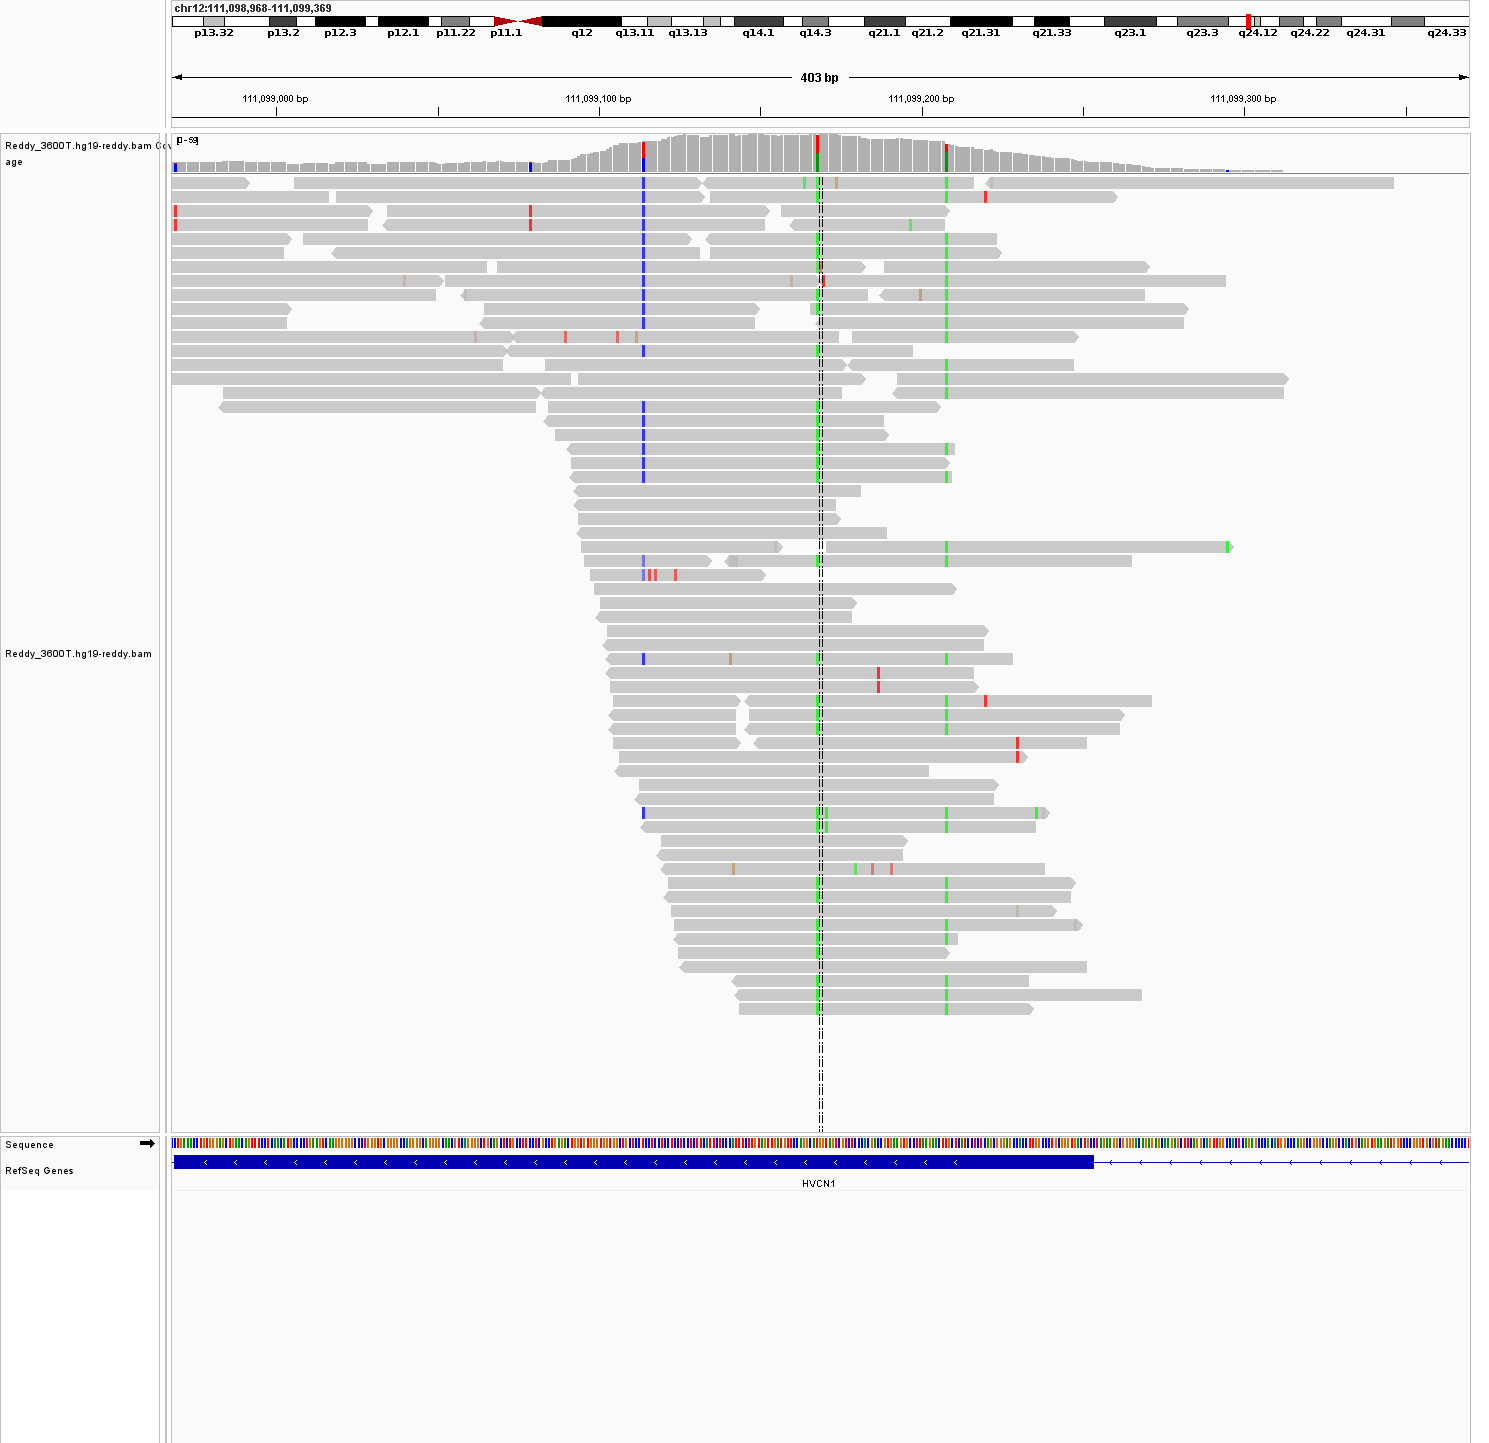 chr12:111,098,968-111,099,369
p13.32 p13.2 p12.3 p12.1 p11.22 p11.1 q12 q13.11 q13.13 q14.1 q14.3 q21.1 q21.2 q21.31 q21.33 q23.1 q23.3 q24.12 q24.22 q24.31 q24.33
403 bp
111,099,000 bp 111,099,100 bp 111,099,200 bp 111,099,300 bp
[0-59]
Reddy_3600T.hg19-reddy.bam Cov
age
Reddy_3600T.hg19-reddy.bam
Sequence
RefSeq Genes
HVCN1